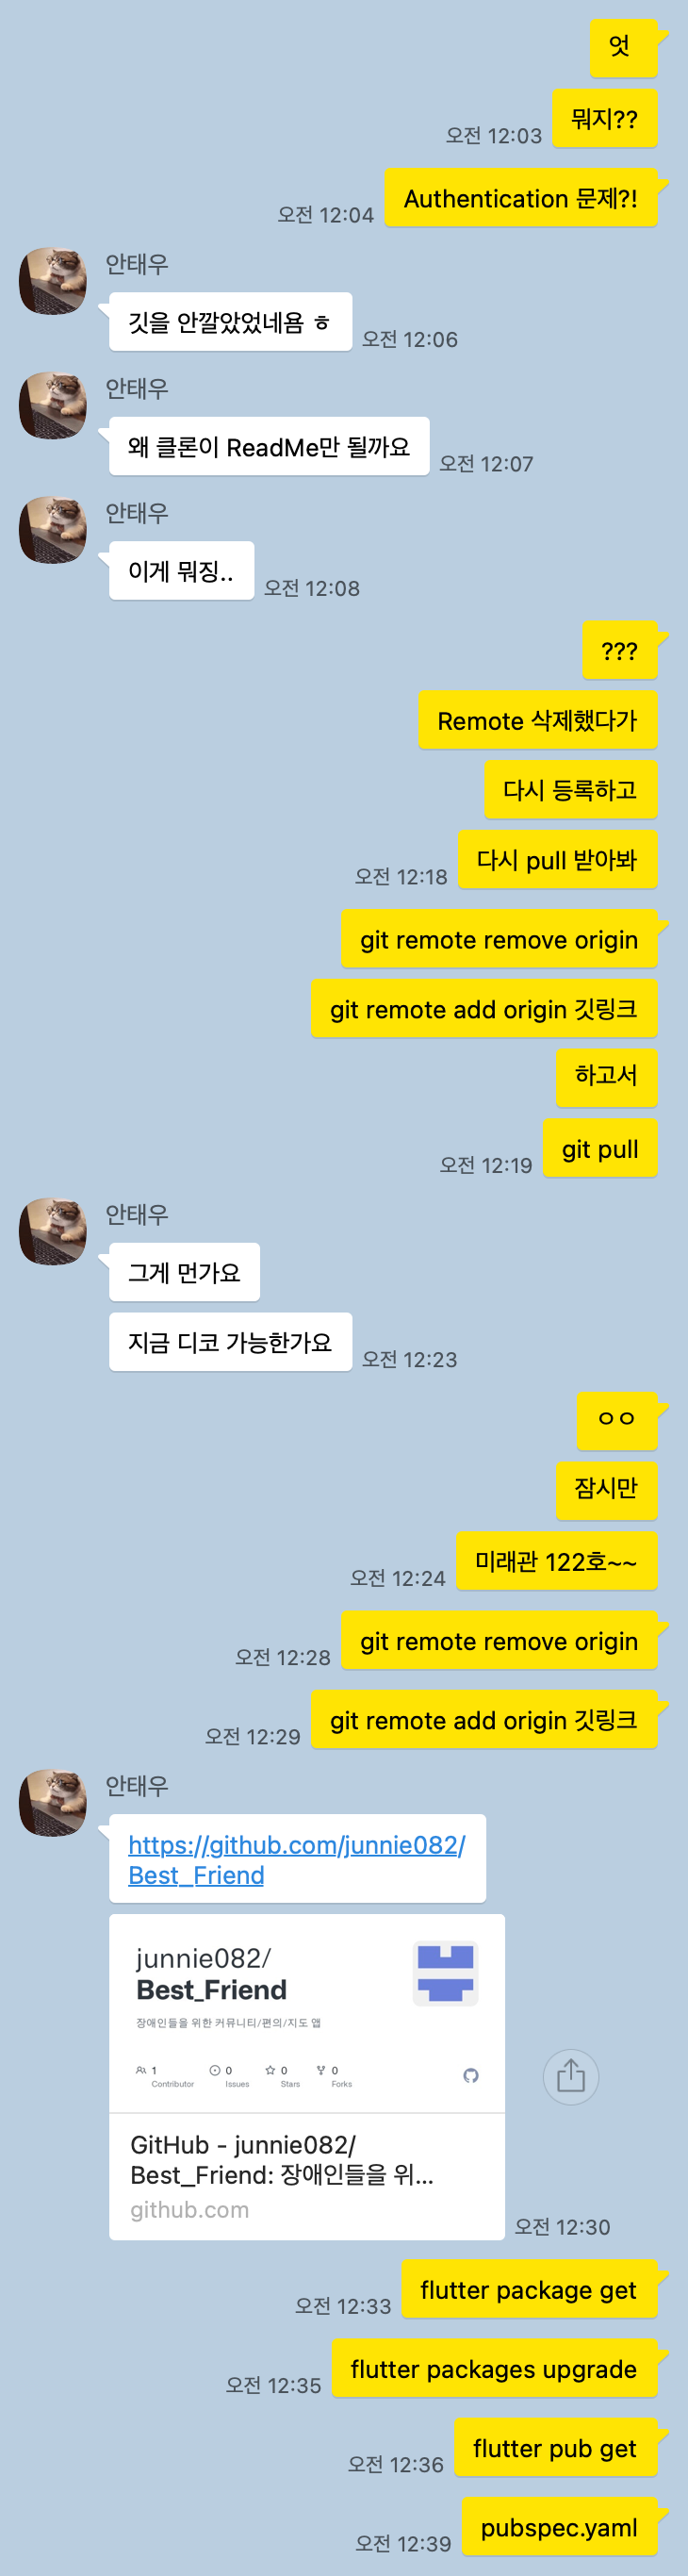 엇
뭐지??
오전 12:03
Authentication 문제?!
오전 12:04
안태우
깃을 안깔았었네욤 ㅎ
오전 12:06
안태우
왜 클론이 ReadMe만 될까요
오전 12:07
안태우
이게 뭐징..
오전 12:08
???
Remote 삭제했다가
다시 등록하고
다시 pull 받아봐
오전 12:18
git remote remove origin
git remote add origin 깃링크
하고서
git pull
오전 12:19
안태우
그게 먼가요
지금 디코 가능한가요
오전 12:23
ㅇㅇ
잠시만
미래관 122호~~
오전 12:24
git remote remove origin
오전 12:28
git remote add origin 깃링크
오전 12:29
안태우
https://github.com/junnie082/
Best_Friend
junnie082/
Best_Friend
장애인들을 위한 커뮤니티/편의/지도 앱
1 0 0 0
Contributor Issues Stars Forks
GitHub - junnie082/
Best_Friend: 장애인들을 위...
github.com
오전 12:30
flutter package get
오전 12:33
flutter packages upgrade
오전 12:35
flutter pub get
오전 12:36
pubspec.yaml
오전 12:39